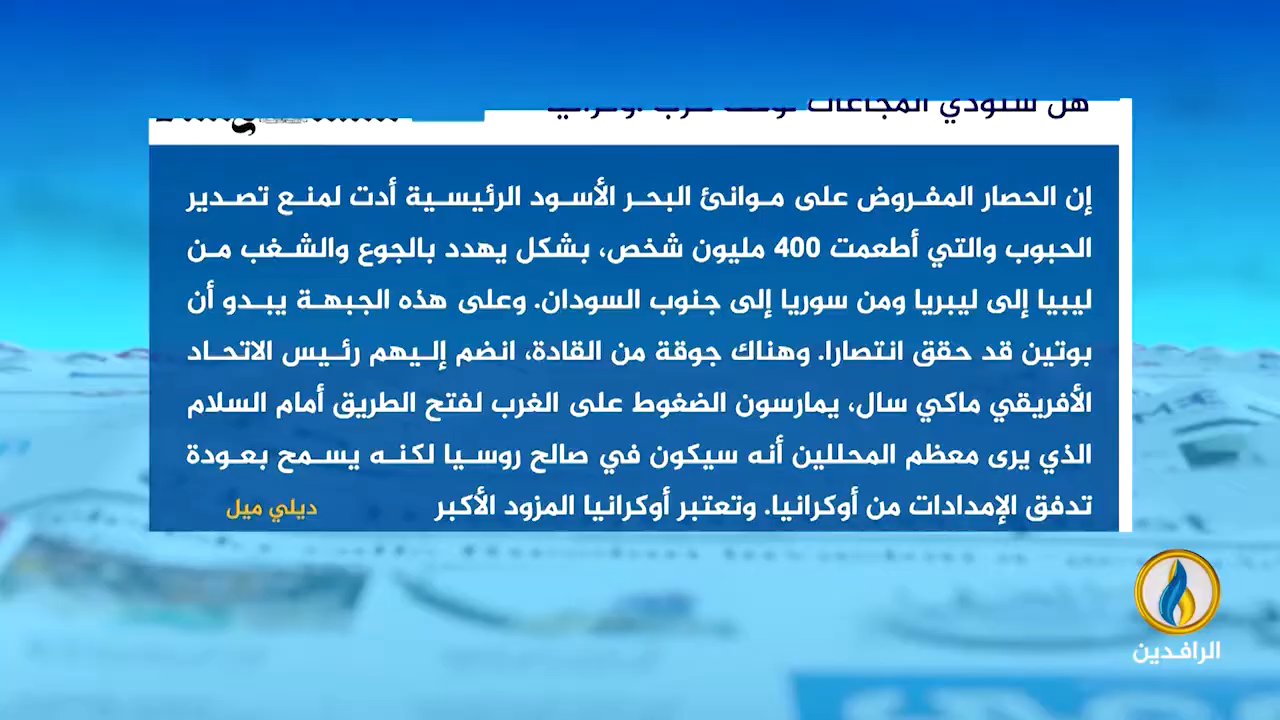 هل ستؤدي المجاعات
إن الحصار المفروض على موانئ البحر الأسود الرئيسية أدت لمنع تصدير
الحبوب والتي أطعمت 400 مليون شخص، بشكل يهدد بالجوع والشغب من
ليبيا إلى ليبريا ومن سوريا إلى جنوب السودان. وعلى هذه الجبهة يبدو أن
بوتين قد حقق انتصارا. وهناك جوقة من القادة، انضم إليهم رئيس الاتحاد
الأفريقي ماكي سال، يمارسون الضغوط على الغرب لفتح الطريق أمام السلام
الذي يرى معظم المحللين أنه سيكون في صالح روسيا لكنه يسمح بعودة
تدفق الإمدادات من أوكرانيا. وتعتبر أوكرانيا المزود الأكبر
ديلي ميل
الرافدين